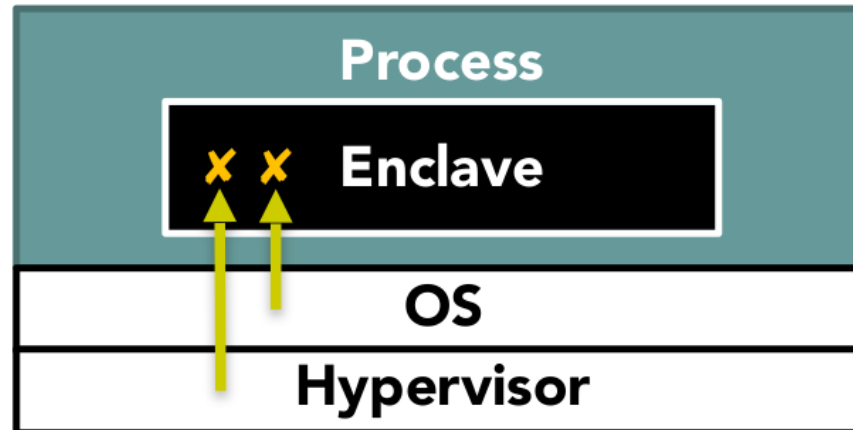 Process
✘ ✘ Enclave
OS
Hypervisor